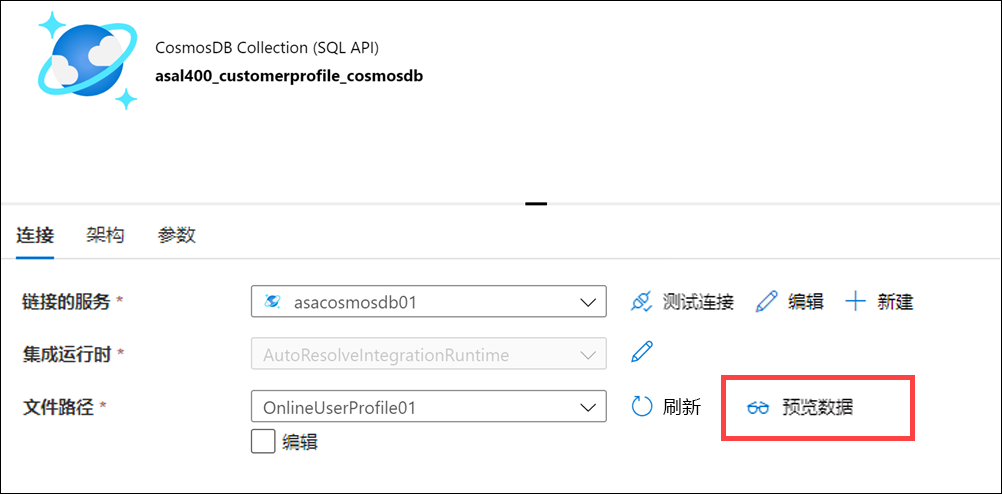 CosmosDB Collection (SQL API)
asal400_customerprofile_cosmosdb
连接 架构 参数
链接的服务 * asacosmosdb01 测试连接 编辑 新建
集成运行时 * AutoResolveIntegrationRuntime
文件路径 * OnlineUserProfile01 刷新 预览数据
编辑